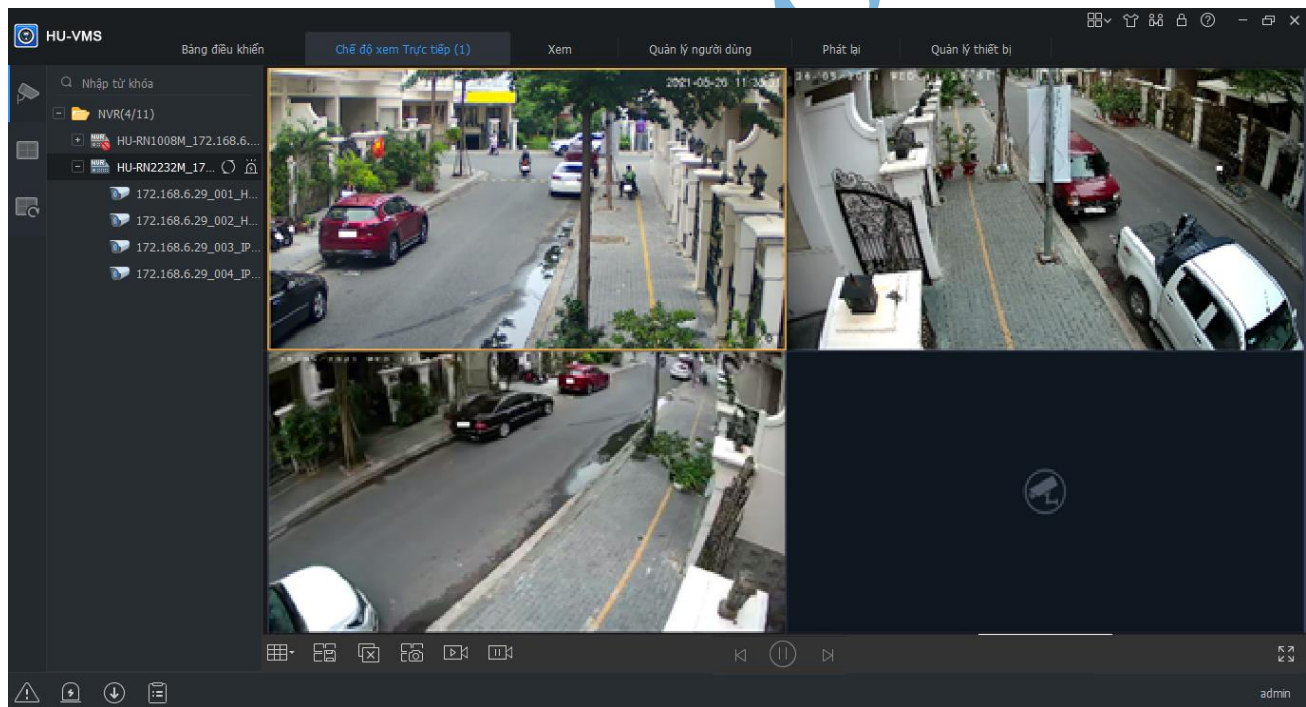 HU-VMS
Bảng điều khiển
Chế độ xem Trực tiếp (1)
Xem
Quản lý người dùng
Phát lại
Quản lý thiết bị
Nhập từ khóa
NVR(4/11)
HU-RN1008M_172.168.6....
HU-RN2232M_17...
172.168.6.29_001_H...
172.168.6.29_002_H...
172.168.6.29_003_IP...
172.168.6.29_004_IP...
admin